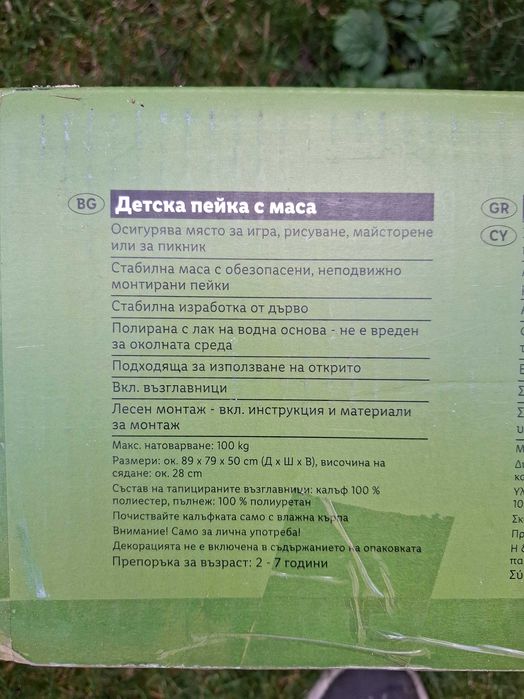 BG
Детска пейка с маса
Осигурява място за игра, рисуване, майсторене
или за пикник
Стабилна маса с обезопасени, неподвижно
монтирани пейки
Стабилна изработка от дърво
Полирана с лак на водна основа - не е вреден
за околната среда
Подходяща за използване на открито
Вкл. възглавници
Лесен монтаж - вкл. инструкция и материали
за монтаж
Макс. натоварване: 100 kg
Размери: ок. 89 x 79 x 50 cm (Д x Ш x В), височина на
сядане: ок. 28 cm
Състав на тапицираните възглавници: калъф 100 %
полиестер, пълнеж: 100 % полиуретан
Почиствайте калъфката само с влажна кърпа
Внимание! Само за лична употреба!
Декорацията не е включена в съдържанието на опаковката
Препоръка за възраст: 2 - 7 години
GR
CY